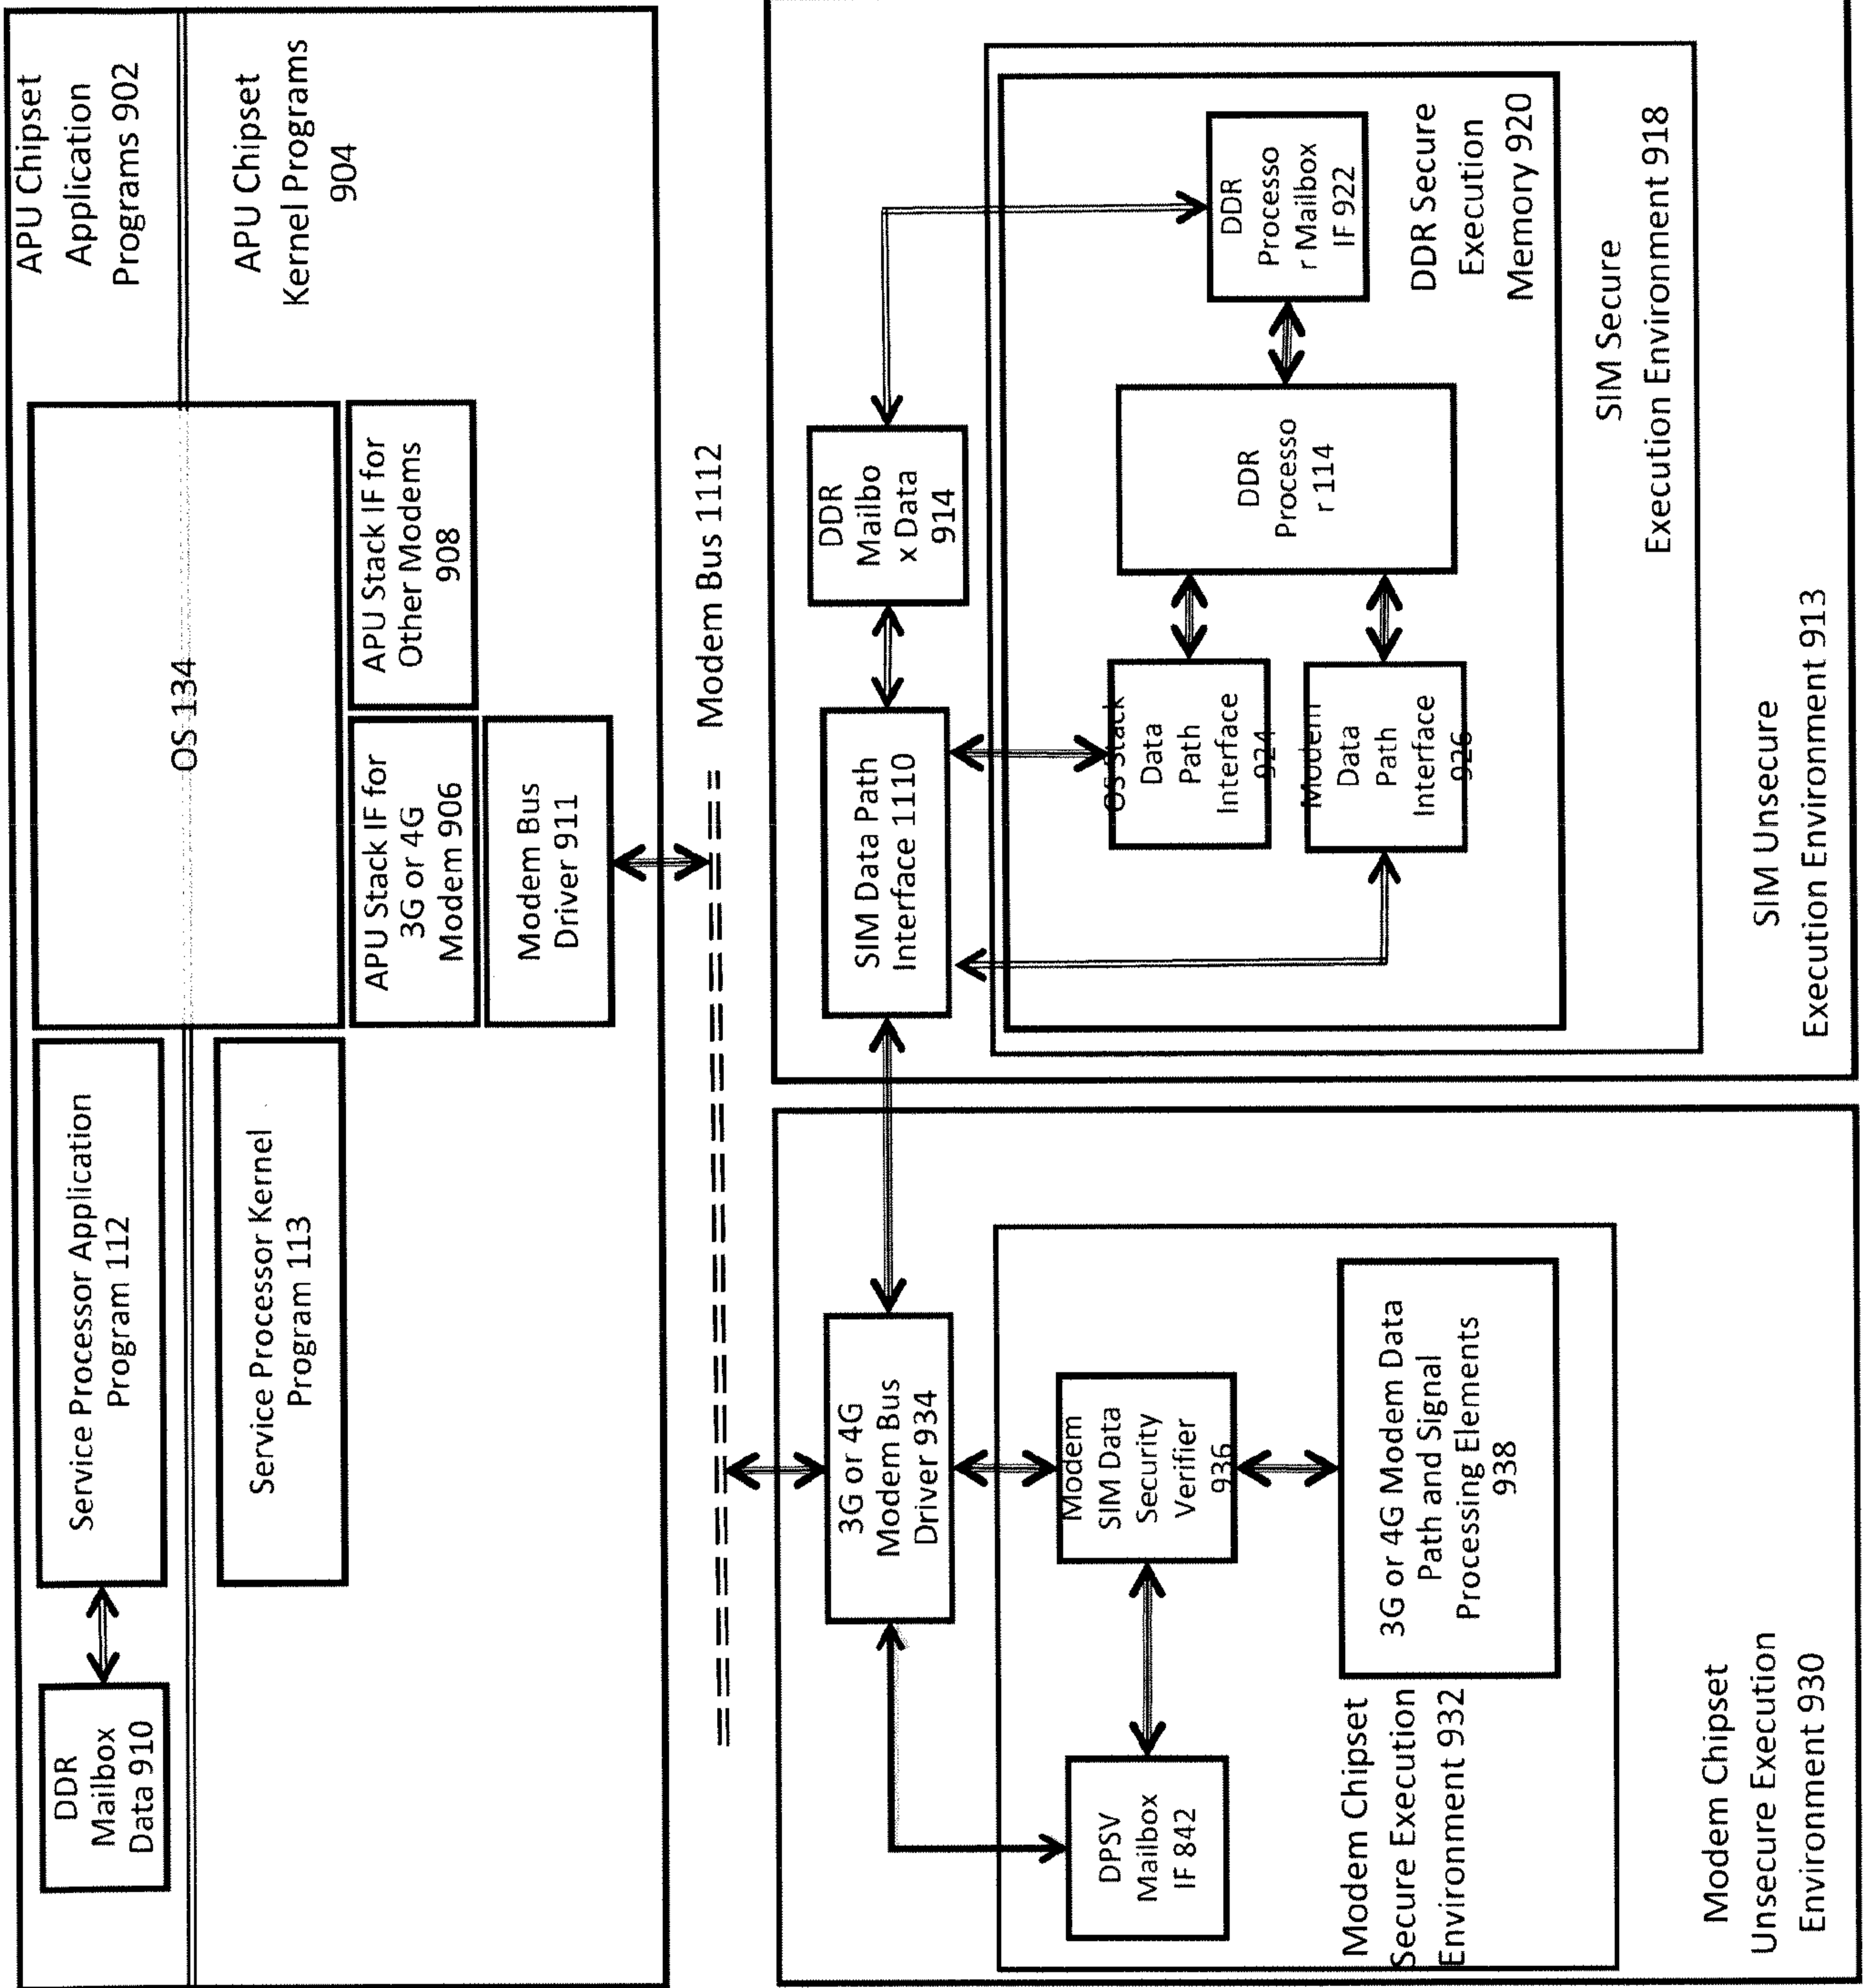 APU Chipset
Application
Programs 902
APU Chipset
Kernel Programs
904
OS 134
APU Stack IF for
Other Modems
908
APU Stack IF for
3G or 4G
Modem 906
Modem Bus
Driver 911
Service Processor Application
Program 112
Service Processor Kernel
Program 113
DDR
Mailbox
Data 910
Modem Bus 1112
DDR
Mailbo
x Data
914
SIM Data Path
Interface 1110
DDR
Processo
r Mailbox
IF 922
DDR
Processo
r 114
OS Stack
Data
Path
Interface
924
Modem
Data
Path
Interface
926
DDR Secure
Execution
Memory 920
SIM Secure
Execution Environment 918
SIM Unsecure
Execution Environment 913
3G or 4G
Modem Bus
Driver 934
Modem
SIM Data
Security
Verifier
936
3G or 4G Modem Data
Path and Signal
Processing Elements
938
DPSV
Mailbox
IF 842
Modem Chipset
Secure Execution
Environment 932
Modem Chipset
Unsecure Execution
Environment 930